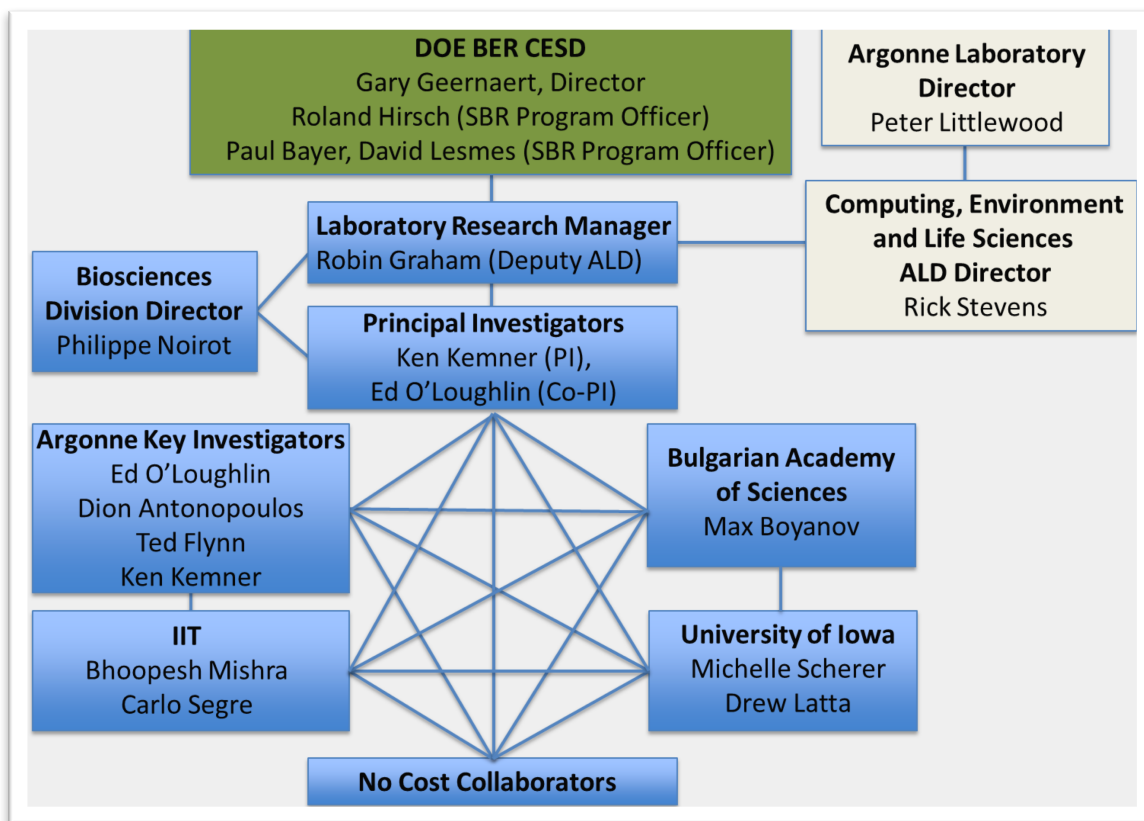 DOE BER CESD
Gary Geernaert, Director
Roland Hirsch (SBR Program Officer)
Paul Bayer, David Lesmes (SBR Program Officer)
Argonne Laboratory
Director
Peter Littlewood
Laboratory Research Manager
Robin Graham (Deputy ALD)
Computing, Environment
and Life Sciences
ALD Director
Rick Stevens
Biosciences
Division Director
Philippe Noirot
Principal Investigators
Ken Kemner (PI),
Ed O’Loughlin (Co-PI)
Argonne Key Investigators
Ed O’Loughlin
Dion Antonopoulos
Ted Flynn
Ken Kemner
Bulgarian Academy
of Sciences
Max Boyanov
IIT
Bhoopesh Mishra
Carlo Segre
University of Iowa
Michelle Scherer
Drew Latta
No Cost Collaborators